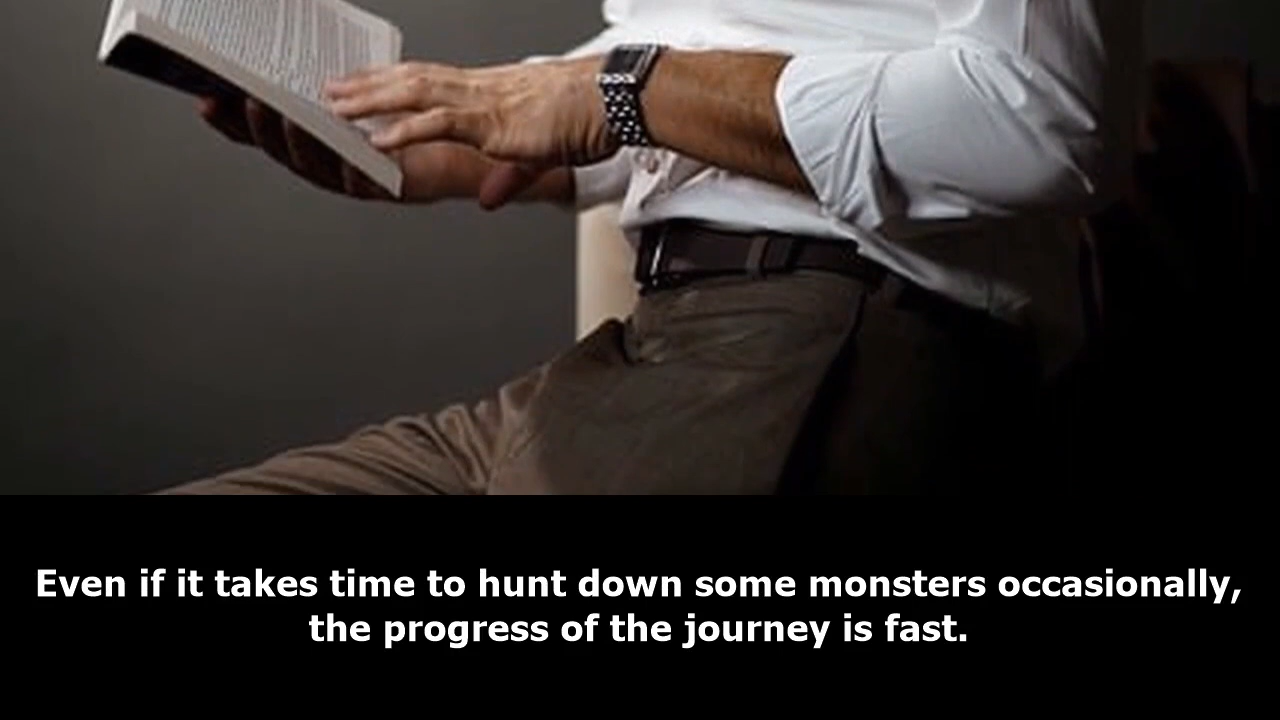 Even if it takes time to hunt down some monsters occasionally,
the progress of the journey is fast.